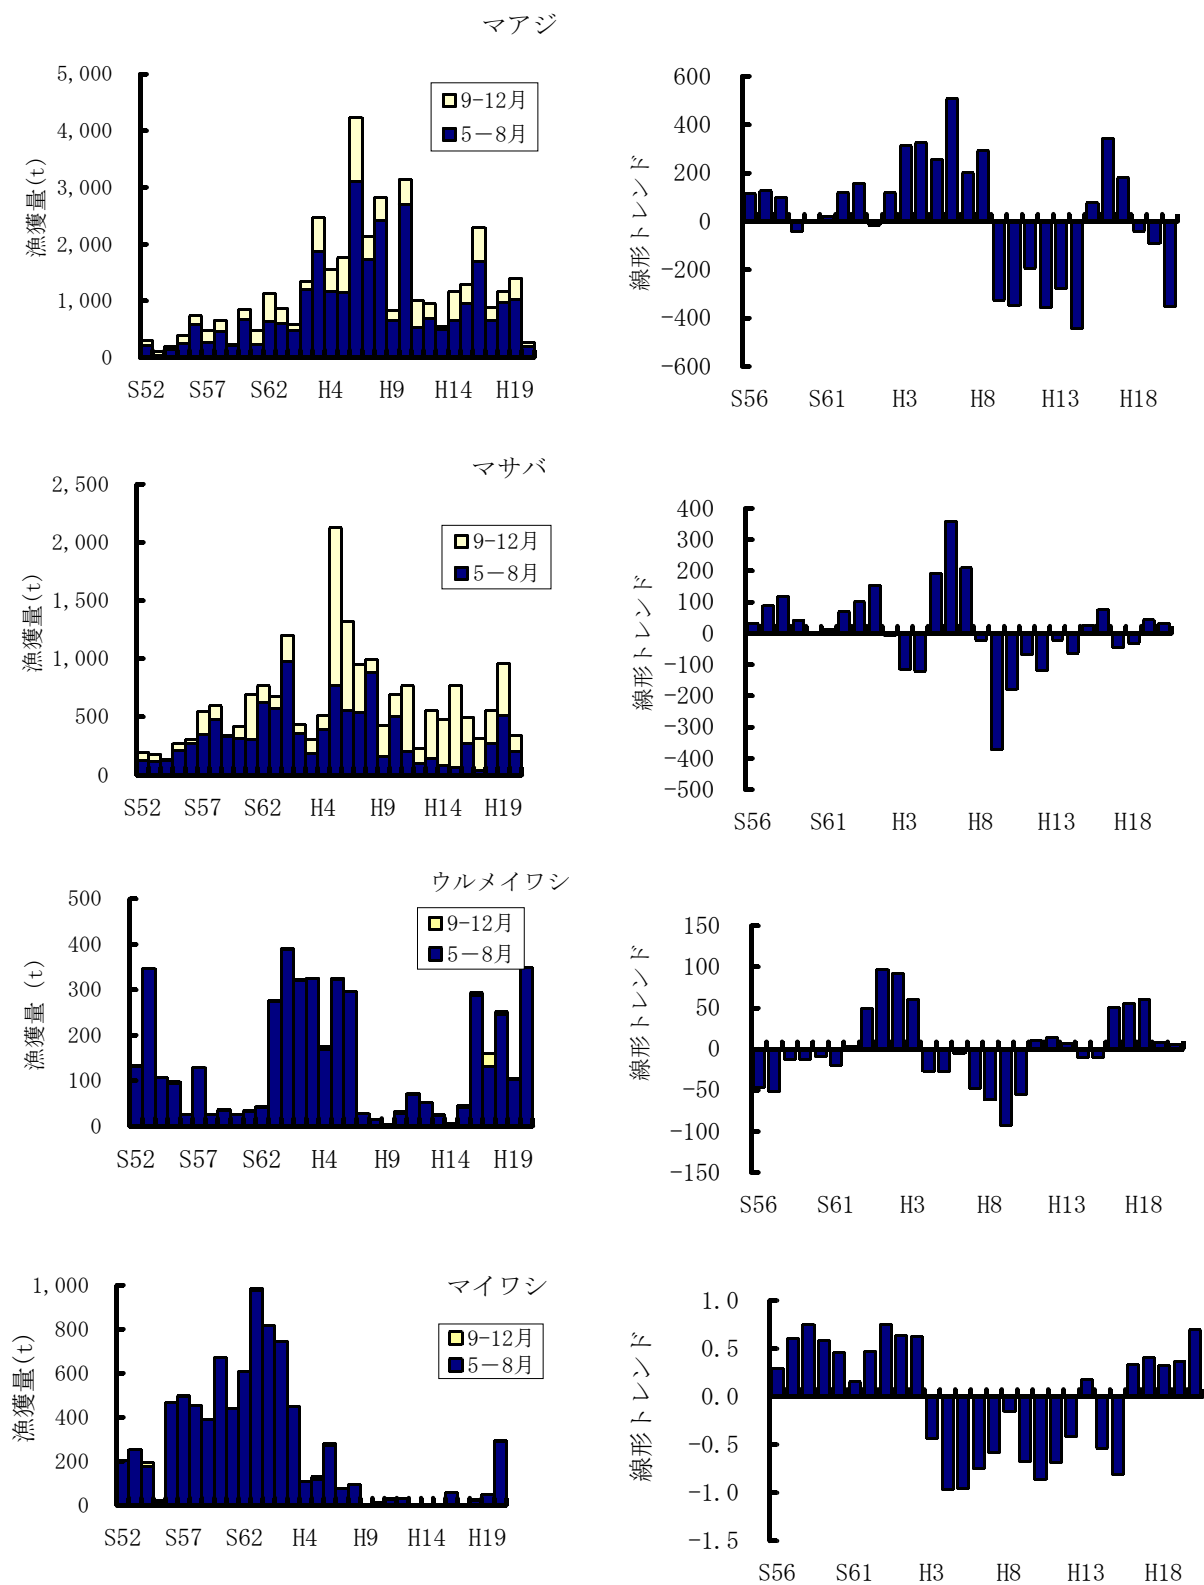 マアジ
5,000
4,000
3,000
2,000
1,000
0
漁獲量(t)
9-12月
5－8月
S52 S57 S62 H4 H9 H14 H19
600
400
200
0
-200
-400
-600
線形トレンド
S56 S61 H3 H8 H13 H18
マサバ
2,500
2,000
1,500
1,000
500
0
漁獲量(t)
9-12月
5－8月
S52 S57 S62 H4 H9 H14 H19
400
300
200
100
0
-100
-200
-300
-400
-500
線形トレンド
S56 S61 H3 H8 H13 H18
ウルメイワシ
500
400
300
200
100
0
漁獲量 (t)
9-12月
5－8月
S52 S57 S62 H4 H9 H14 H19
150
100
50
0
-50
-100
-150
線形トレンド
S56 S61 H3 H8 H13 H18
マイワシ
1,000
800
600
400
200
0
漁獲量(t)
9-12月
5－8月
S52 S57 S62 H4 H9 H14 H19
1.0
0.5
0.0
-0.5
-1.0
-1.5
線形トレンド
S56 S61 H3 H8 H13 H18